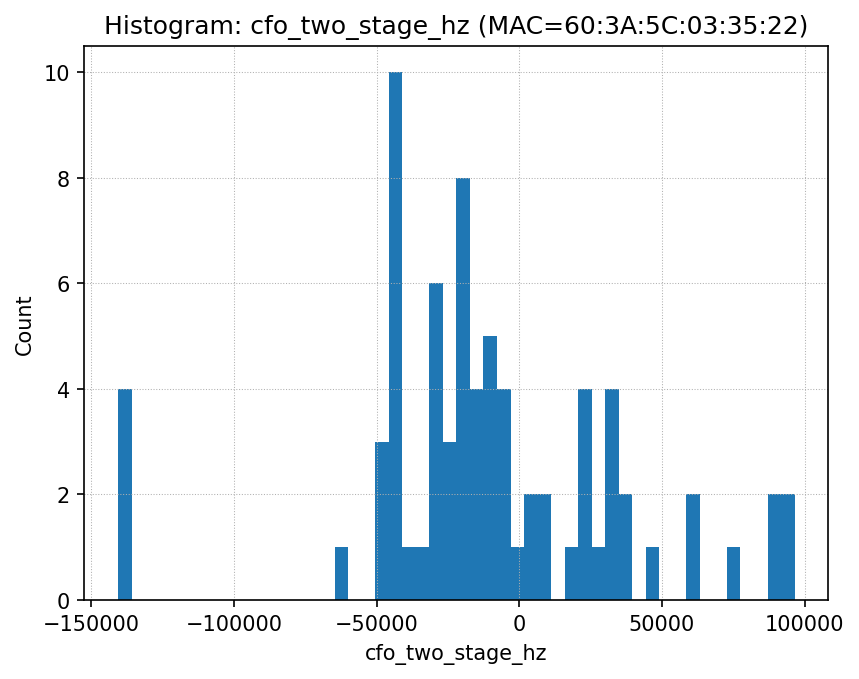 Histogram: cfo_two_stage_hz (MAC=60:3A:5C:03:35:22)
10
8
6
4
2
0
Count
−150000 −100000 −50000 0 50000 100000
cfo_two_stage_hz